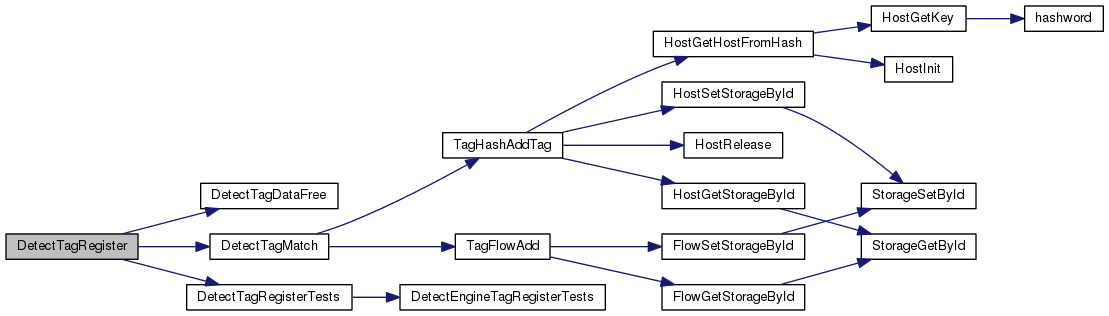 DetectTagRegister
DetectTagDataFree
DetectTagMatch
DetectTagRegisterTests
TagHashAddTag
TagFlowAdd
DetectEngineTagRegisterTests
HostGetHostFromHash
HostSetStorageById
HostRelease
HostGetStorageById
FlowSetStorageById
FlowGetStorageById
HostGetKey
HostInit
StorageSetById
StorageGetById
hashword